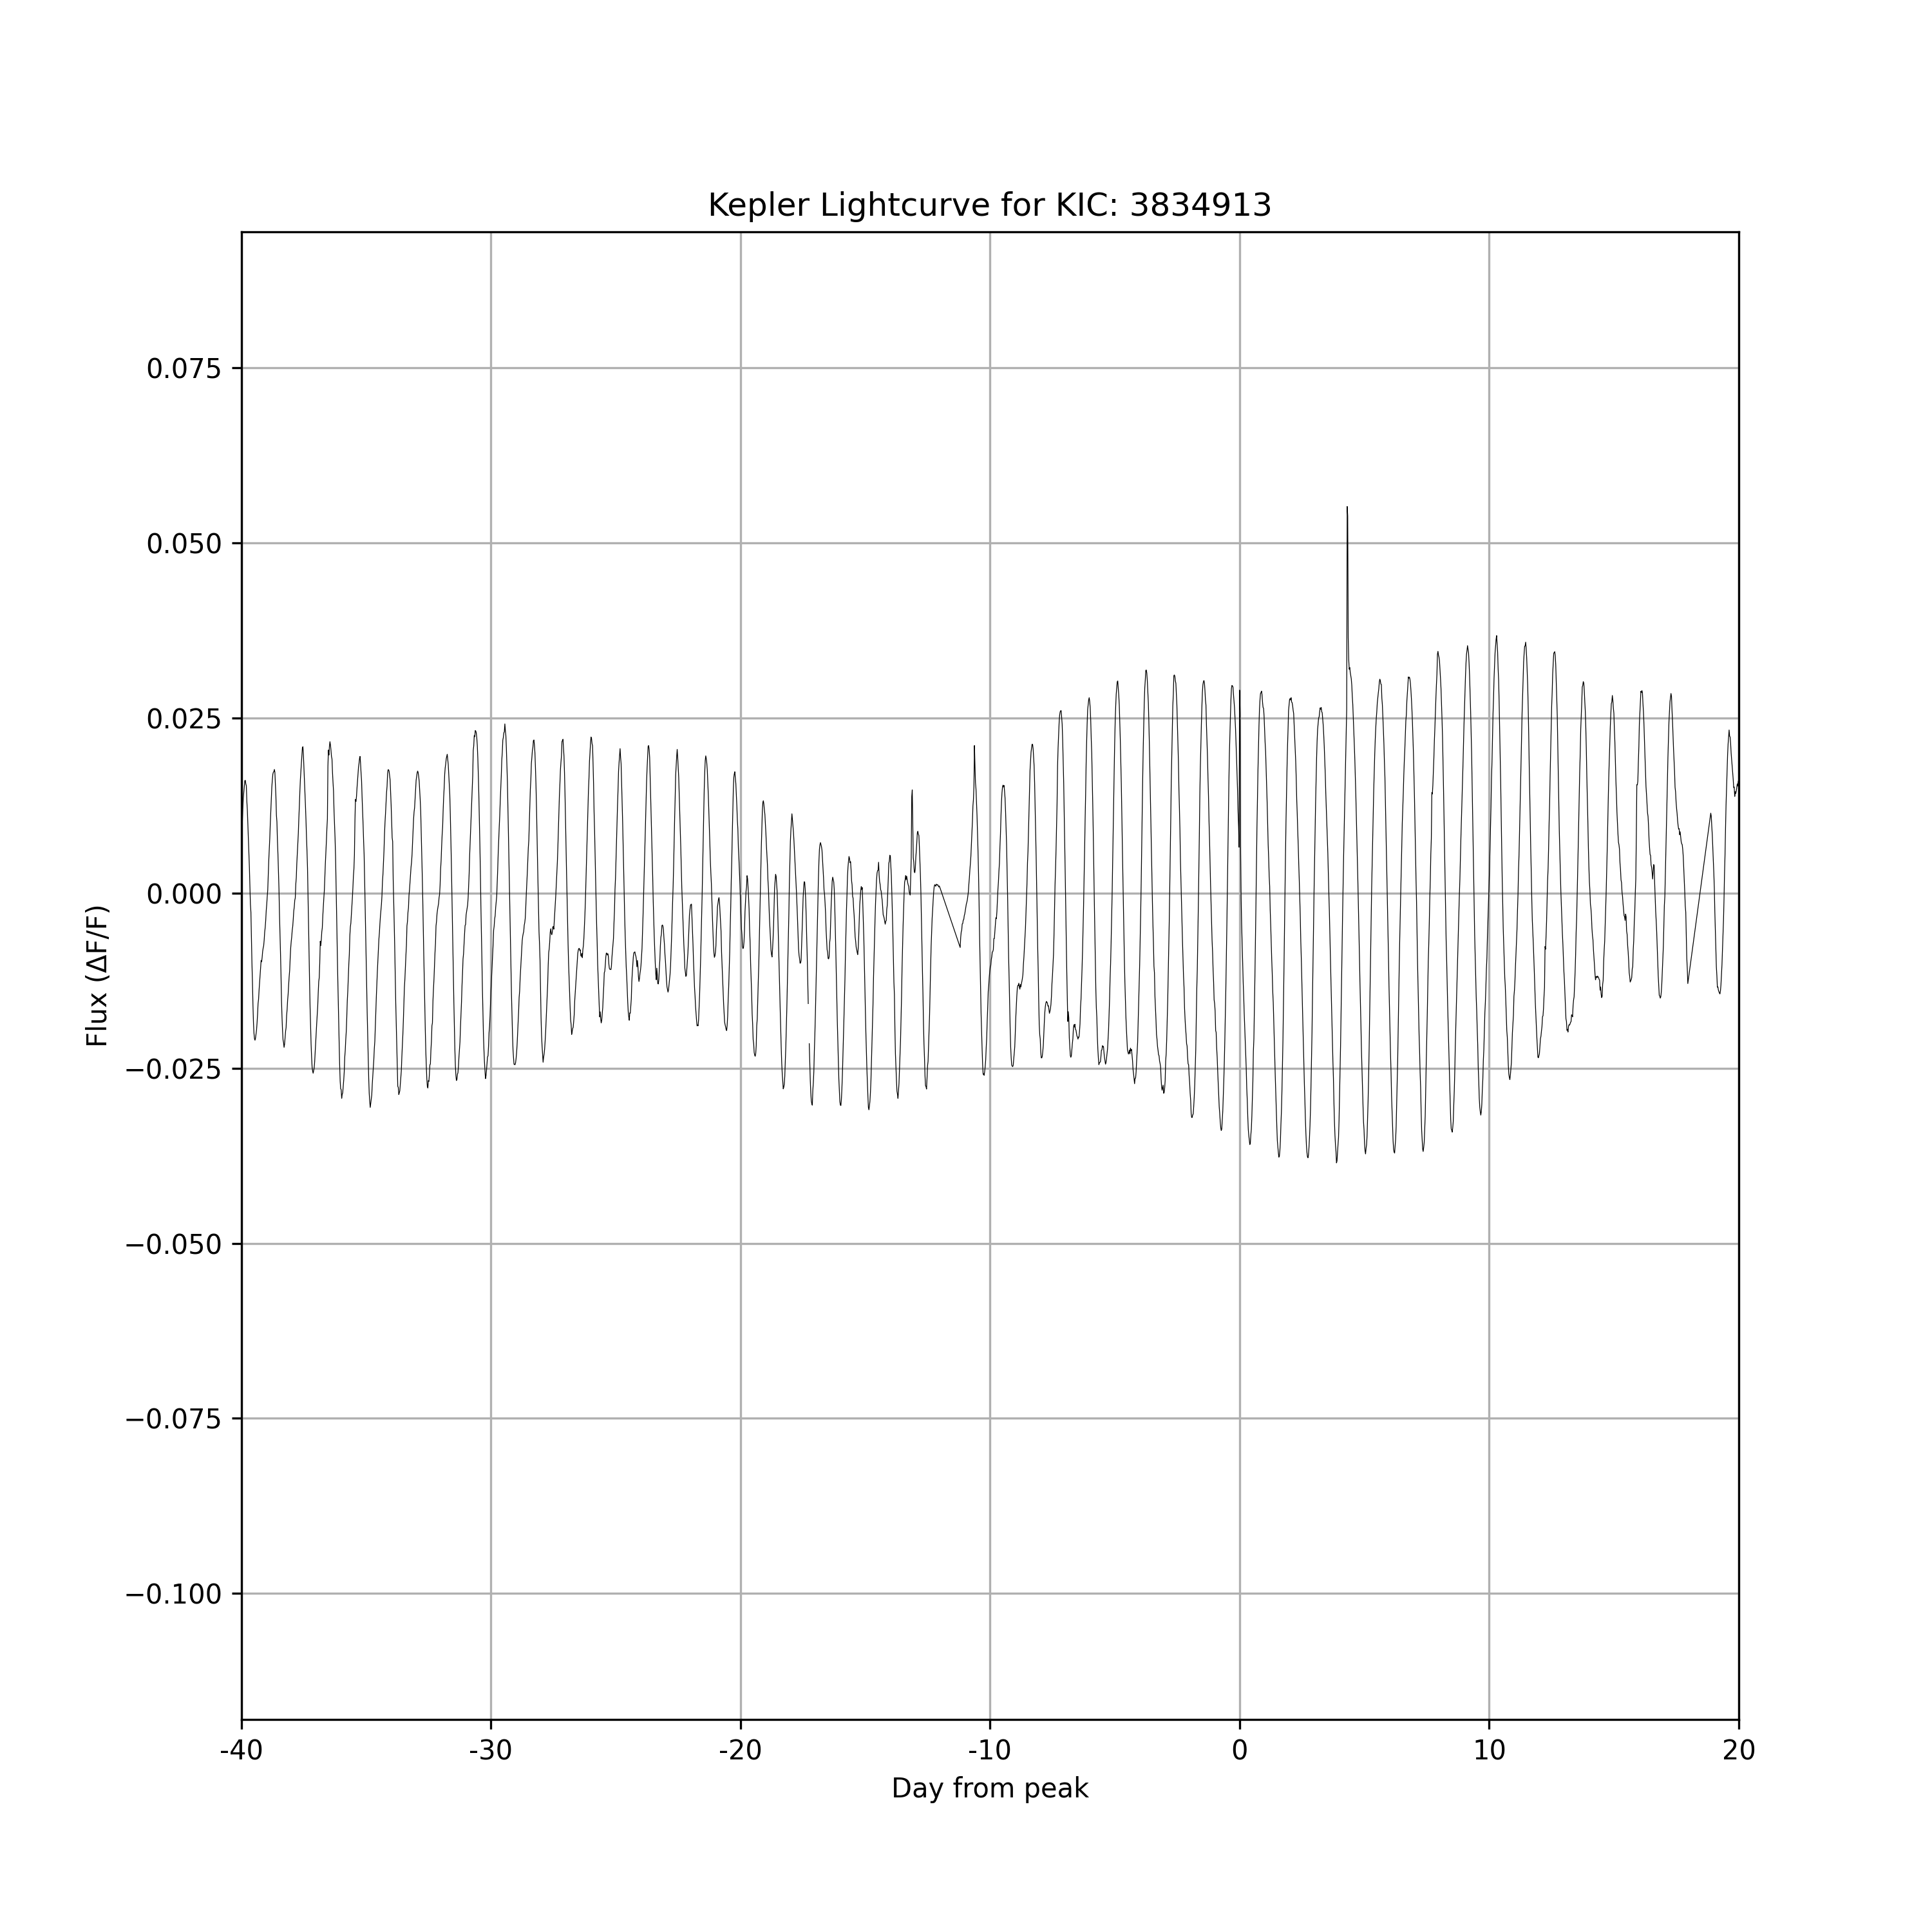 Kepler Lightcurve for KIC: 3834913
0.075
0.050
0.025
0.000
−0.025
−0.050
−0.075
−0.100
Flux (ΔF/F)
-40 -30 -20 -10 0 10 20
Day from peak